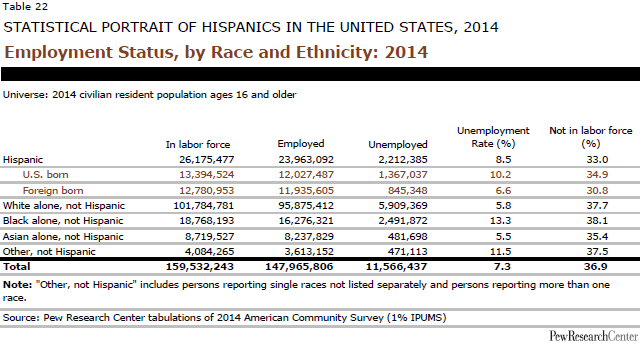 Table 22
STATISTICAL PORTRAIT OF HISPANICS IN THE UNITED STATES, 2014
Employment Status, by Race and Ethnicity: 2014
Universe: 2014 civilian resident population ages 16 and older
In labor force Employed Unemployed Unemployment Rate (%) Not in labor force (%)
Hispanic 26,175,477 23,963,092 2,212,385 8.5 33.0
U.S. born 13,394,524 12,027,487 1,367,037 10.2 34.9
Foreign born 12,780,953 11,935,605 845,348 6.6 30.8
White alone, not Hispanic 101,784,781 95,875,412 5,909,369 5.8 37.7
Black alone, not Hispanic 18,768,193 16,276,321 2,491,872 13.3 38.1
Asian alone, not Hispanic 8,719,527 8,237,829 481,698 5.5 35.4
Other, not Hispanic 4,084,265 3,613,152 471,113 11.5 37.5
Total 159,532,243 147,965,806 11,566,437 7.3 36.9
Note: "Other, not Hispanic" includes persons reporting single races not listed separately and persons reporting more than one
race.
Source: Pew Research Center tabulations of 2014 American Community Survey (1% IPUMS)
PewResearchCenter